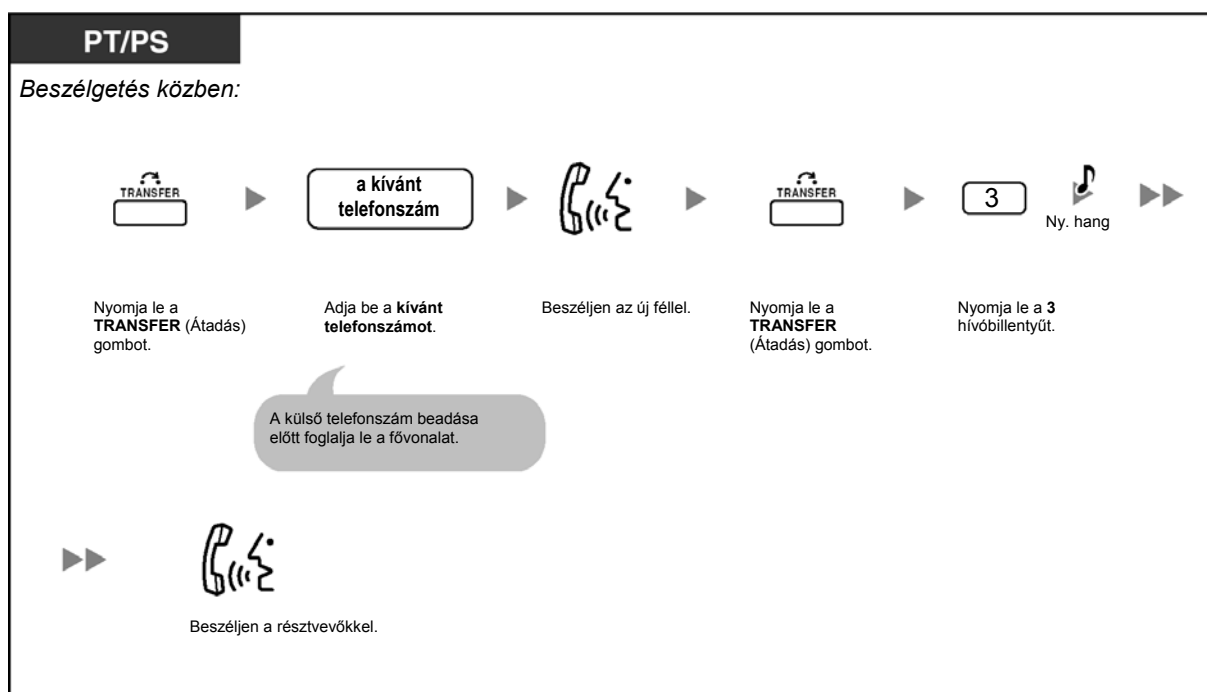 PT/PS
Beszélgetés közben:
TRANSFER
a kívánt
telefonszám
TRANSFER
3
Ny. hang
Nyomja le a
TRANSFER (Átadás)
gombot.
Adja be a kívánt
telefonszámot.
Beszéljen az új féllel.
Nyomja le a
TRANSFER
(Átadás) gombot.
Nyomja le a 3
hívóbillentyűt.
A külső telefonszám beadása
előtt foglalja le a fővonalat.
Beszéljen a résztvevőkkel.